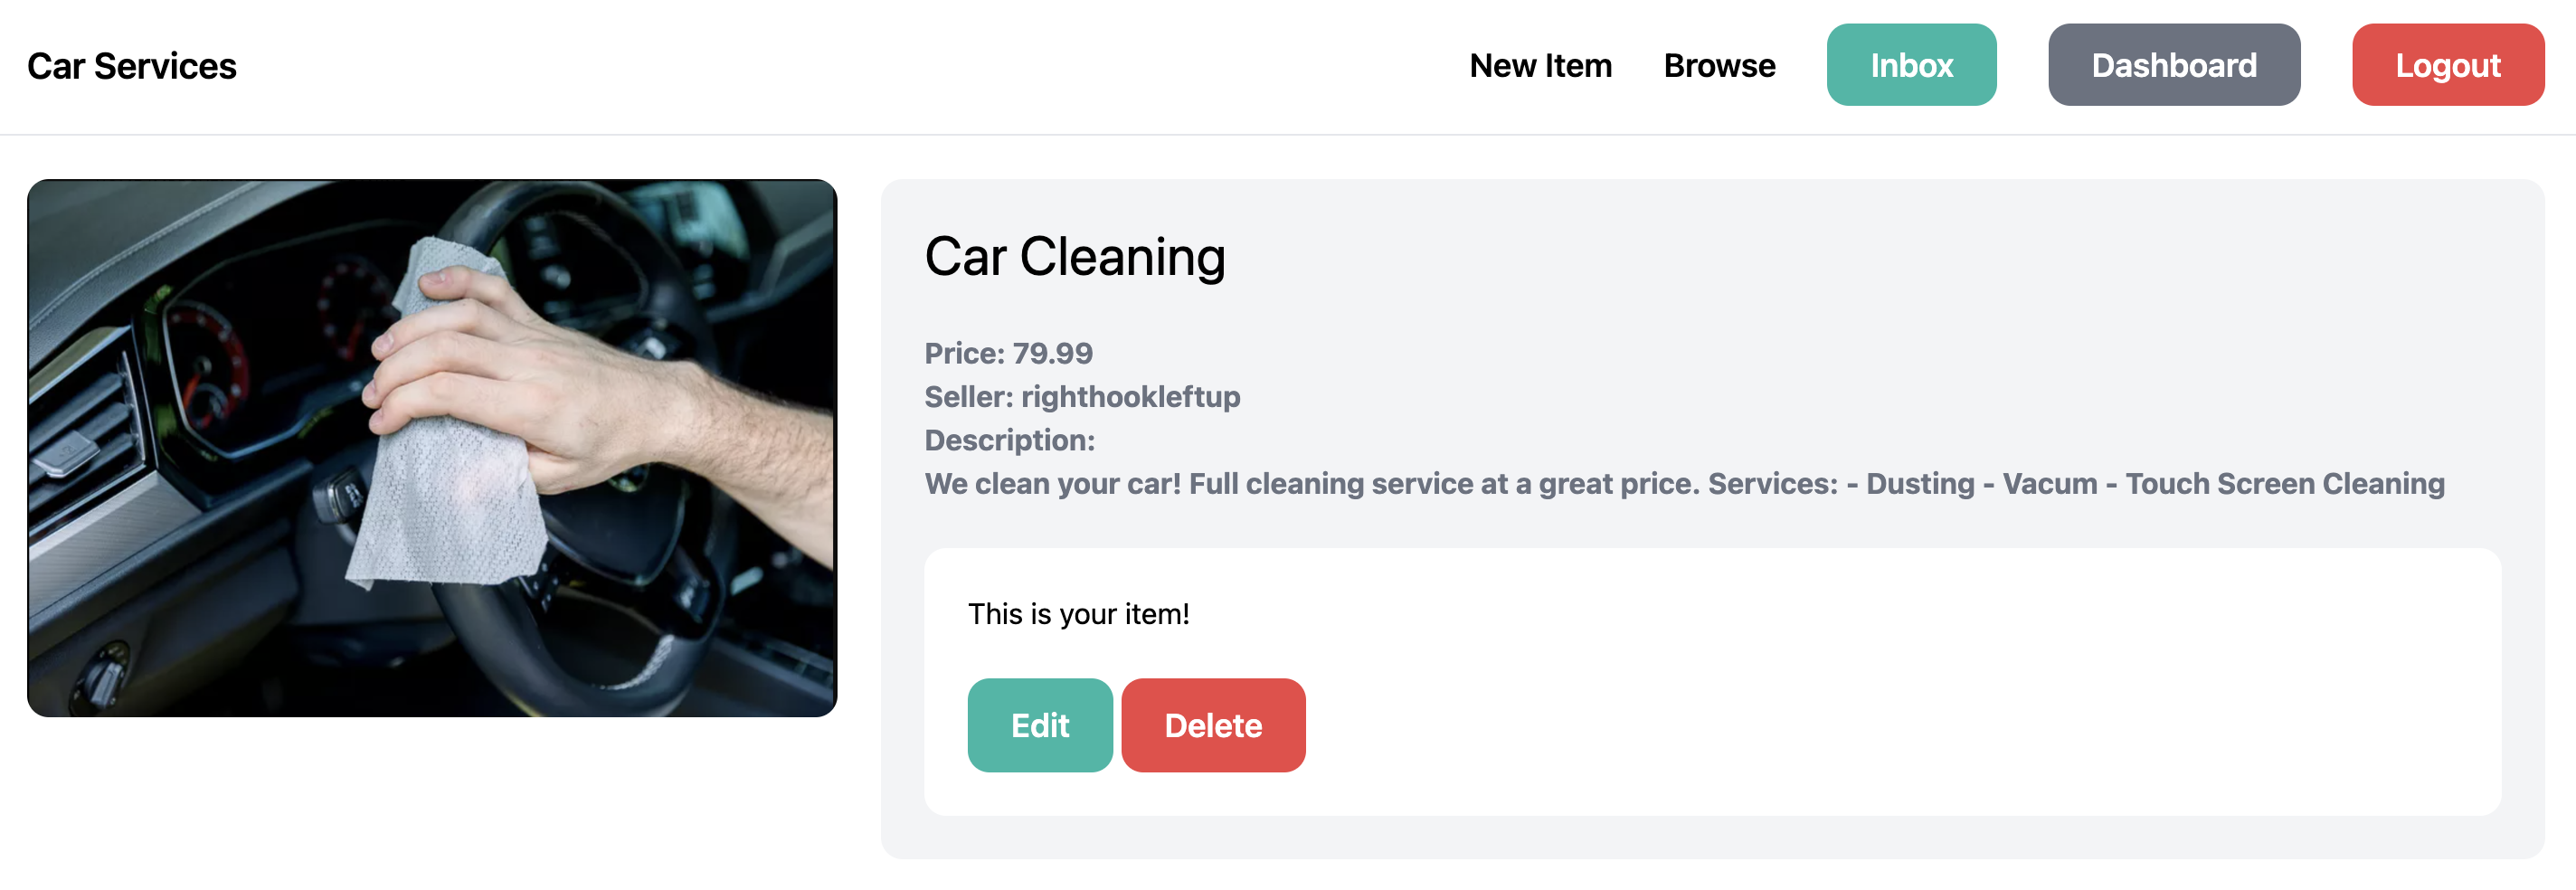 Car Services
New Item
Browse
Inbox
Dashboard
Logout
Car Cleaning
Price: 79.99
Seller: righthookleftup
Description:
We clean your car! Full cleaning service at a great price. Services: - Dusting - Vacum - Touch Screen Cleaning
This is your item!
Edit
Delete